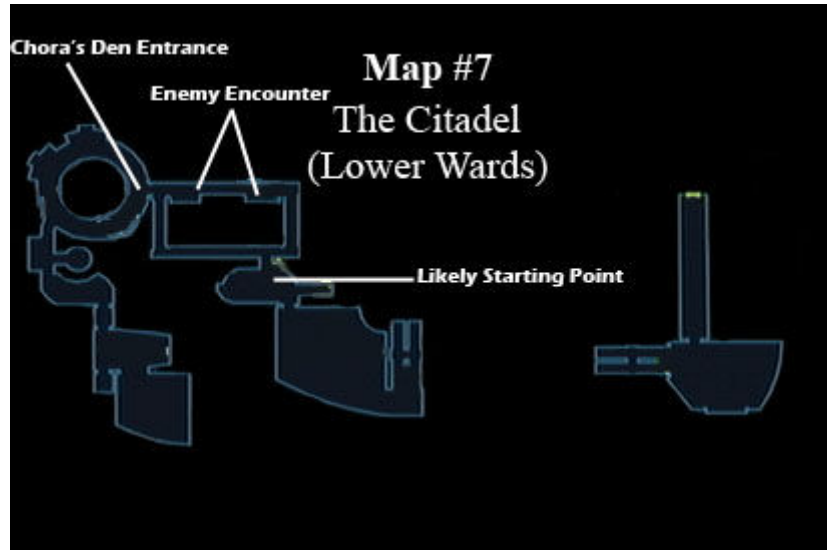 Chora's Den Entrance
Enemy Encounter
Map #7
The Citadel
(Lower Wards)
Likely Starting Point